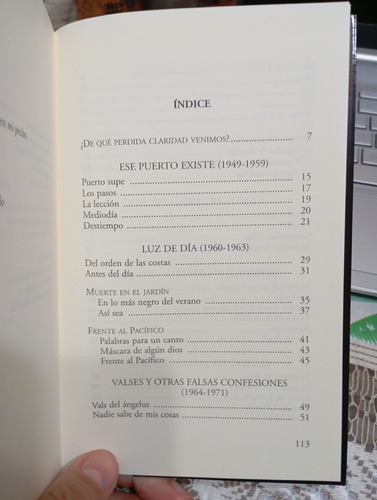 en mi pecho
ÍNDICE
¿DE QUÉ PERDIDA CLARIDAD VENIMOS? 7
ESE PUERTO EXISTE (1949-1959)
Puerto supe 15
Los pasos 17
La lección 19
Mediodía 20
Destiempo 21
LUZ DE DÍA (1960-1963)
Del orden de las costas 29
Antes del día 31
MUERTE EN EL JARDÍN
En lo más negro del verano 35
Así sea 37
FRENTE AL PACÍFICO
Palabras para un canto 41
Máscara de algún dios 43
Frente al Pacífico 45
VALSES Y OTRAS FALSAS CONFESIONES
(1964-1971)
Vals del ángelus 49
Nadie sabe de mis cosas 51
113